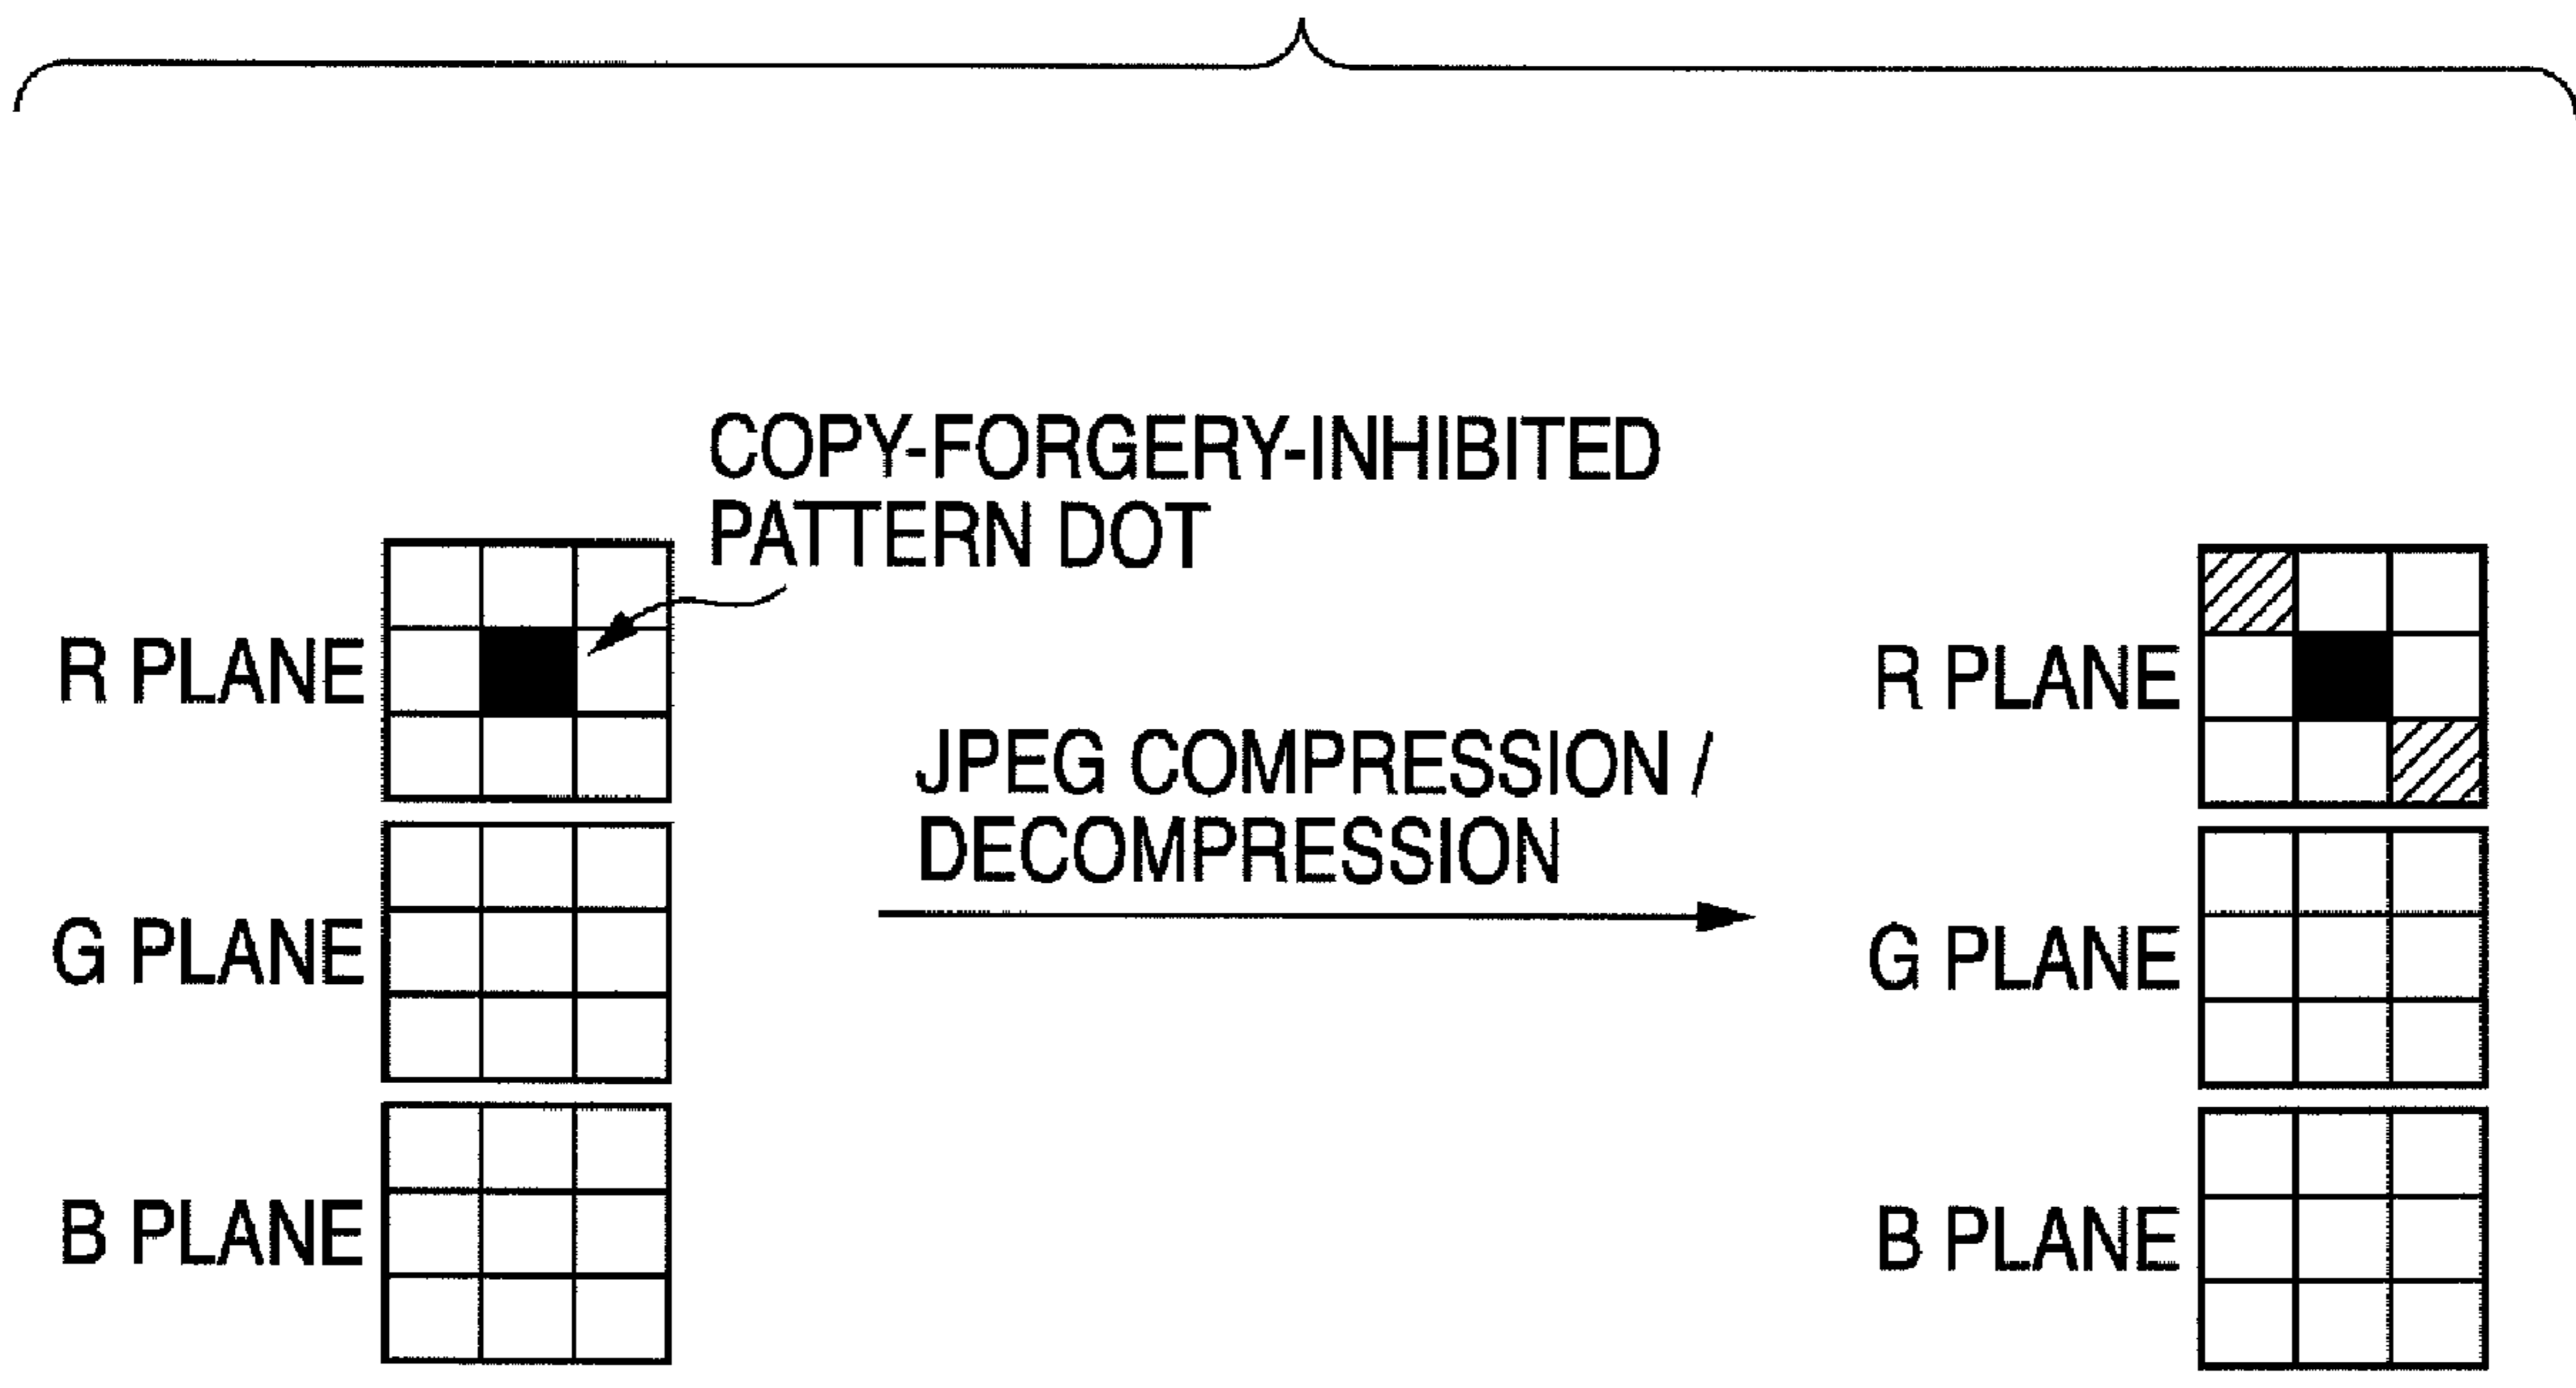 COPY-FORGERY-INHIBITED
PATTERN DOT
R PLANE
G PLANE
B PLANE
JPEG COMPRESSION /
DECOMPRESSION
R PLANE
G PLANE
B PLANE